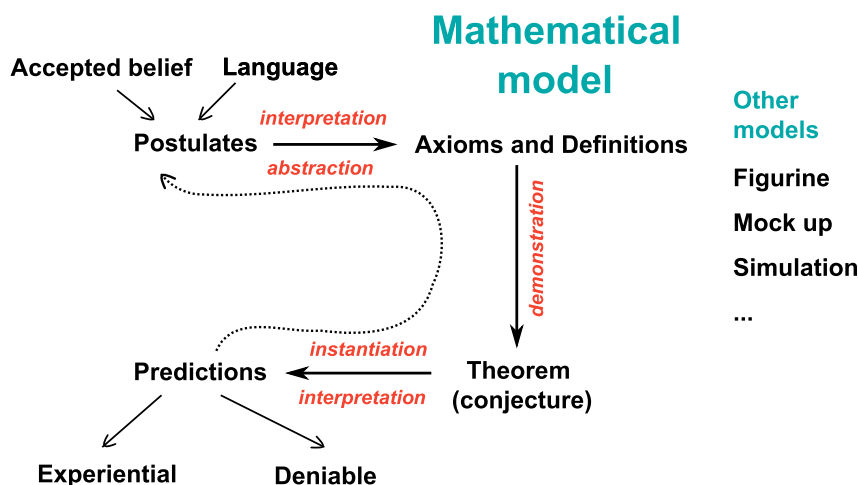 Mathematical
model
Accepted belief
Language
Postulates
interpretation
abstraction
Axioms and Definitions
demonstration
Other
models
Figurine
Mock up
Simulation
...
Predictions
instantiation
interpretation
Theorem
(conjecture)
Experiential
Deniable